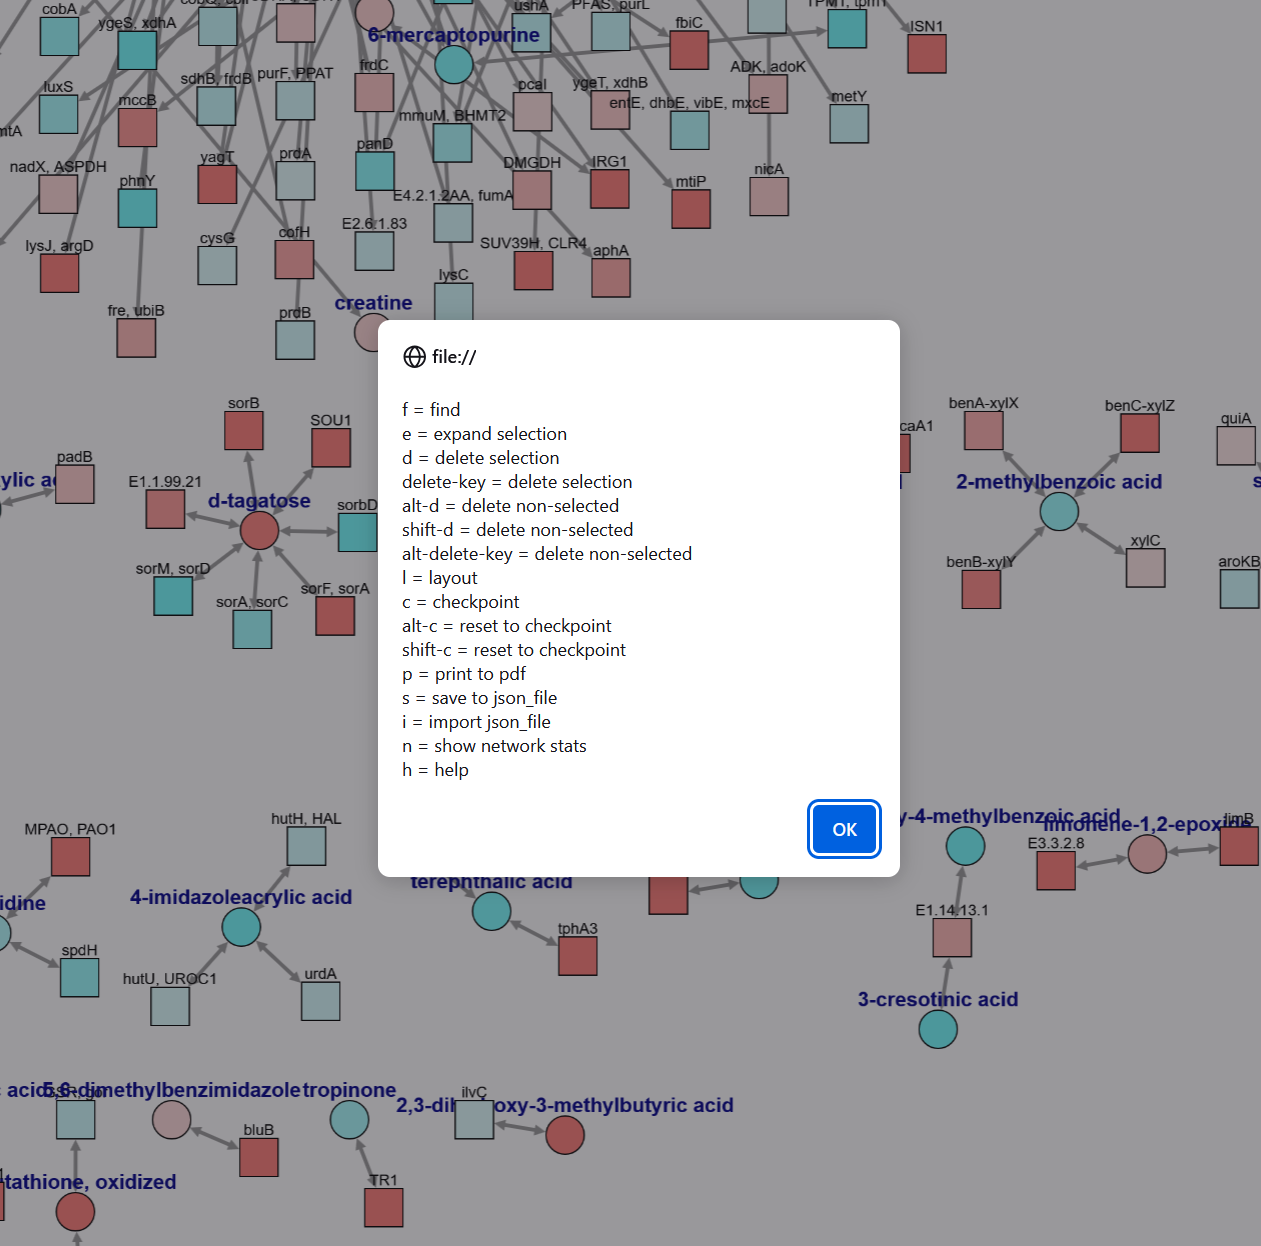 cobA
ygeS, xdhA
ushA
PFAS, purL
fbiC
TPMT, tpm1
ISN1
6-mercaptopurine
luxS
mccB
sdhB, frdB
purF, PPAT
frdC
pcaI
ygeT, xdhB
ADK, adoK
entE, dhbE, vibE, mxcE
metY
mmuM, BHMT2
nadX, ASPDH
phnY
yagT
prdA
panD
DMGDH
IRG1
mtiP
nicA
E4.2.1.2AA, fumA
lysJ, argD
cysG
cofH
E2.6.1.83
SUV39H, CLR4
aphA
lysC
creatine
fre, ubiB
prdB
file://
f = find
e = expand selection
d = delete selection
delete-key = delete selection
alt-d = delete non-selected
shift-d = delete non-selected
alt-delete-key = delete non-selected
l = layout
c = checkpoint
alt-c = reset to checkpoint
shift-c = reset to checkpoint
p = print to pdf
s = save to json_file
i = import json_file
n = show network stats
h = help
OK
sorB
SOU1
padB
E1.1.99.21
d-tagatose
sorbD
sorM, sorD
sorA, sorC
sorF, sorA
caA1
benA-xylX
benC-xylZ
quiA
2-methylbenzoic acid
benB-xylY
xylC
aroKB
MPAO, PAO1
hutH, HAL
y-4-methylbenzoic acid
limonene-1,2-epoxide
limB
E3.3.2.8
idine
4-imidazoleacrylic acid
terephthalic acid
E1.14.13.1
spdH
hutU, UROC1
urdA
tphA3
3-cresotinic acid
acid
5,6-dimethylbenzimidazole
tropinone
ilvC
bluB
TR1
tathione, oxidized